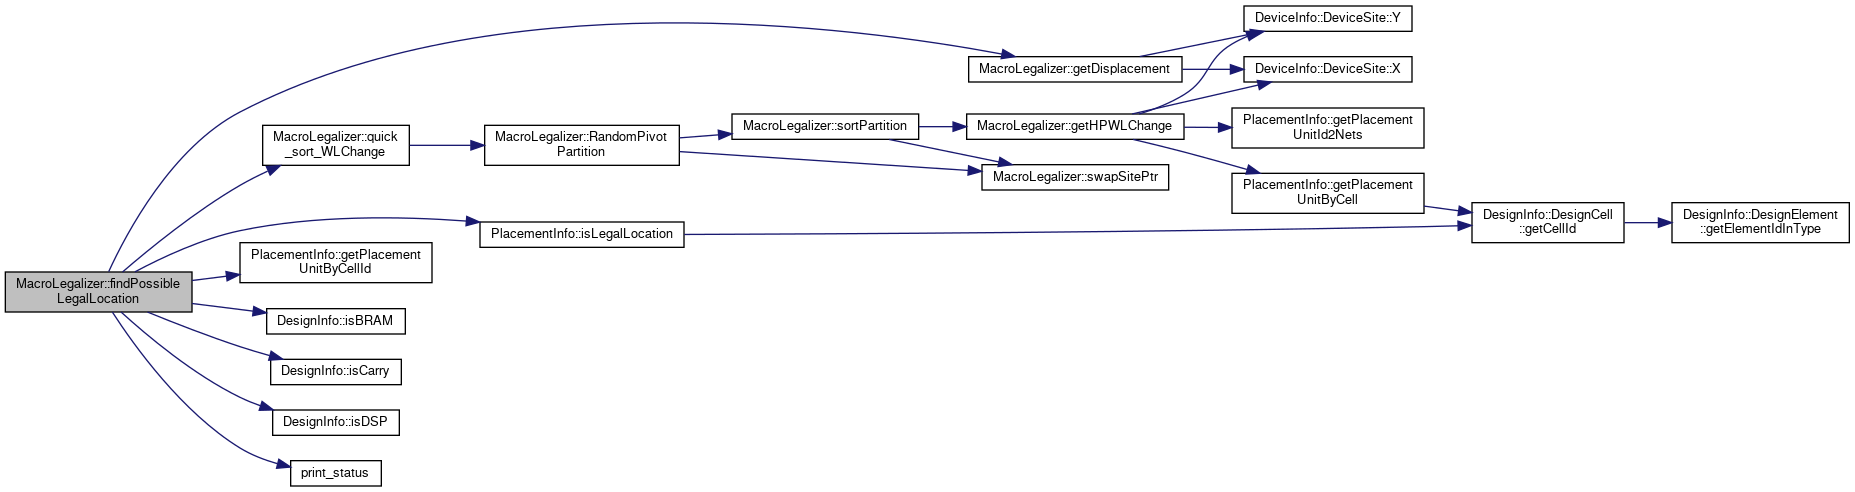 DeviceInfo::DeviceSite::Y
MacroLegalizer::getDisplacement
DeviceInfo::DeviceSite::X
MacroLegalizer::quick
_sort_WLChange
MacroLegalizer::RandomPivot
Partition
MacroLegalizer::sortPartition
MacroLegalizer::getHPWLChange
PlacementInfo::getPlacement
UnitId2Nets
MacroLegalizer::swapSitePtr
PlacementInfo::getPlacement
UnitByCell
PlacementInfo::isLegalLocation
DesignInfo::DesignCell
::getCellId
DesignInfo::DesignElement
::getElementIdInType
PlacementInfo::getPlacement
UnitByCellId
MacroLegalizer::findPossible
LegalLocation
DesignInfo::isBRAM
DesignInfo::isCarry
DesignInfo::isDSP
print_status